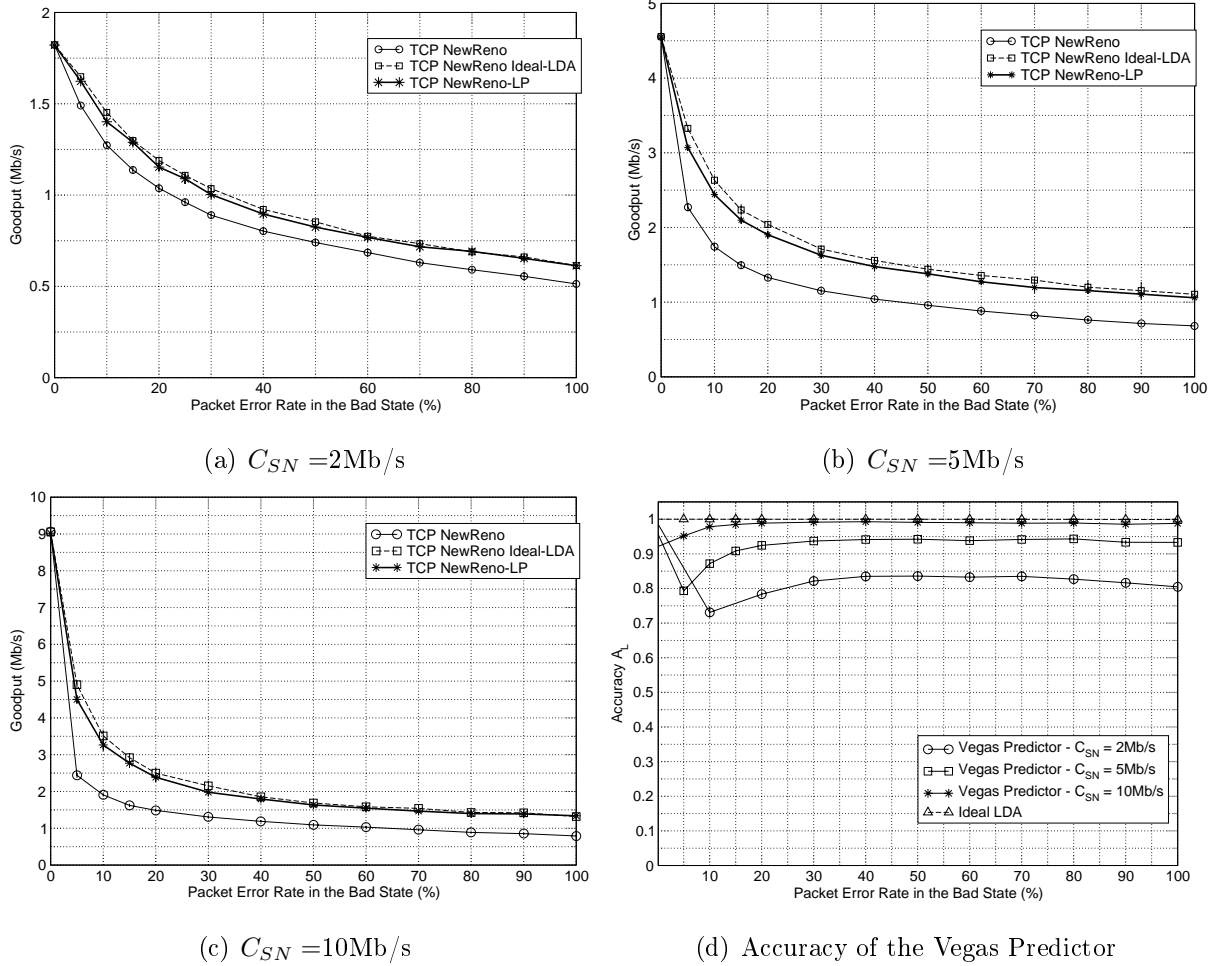 2
1.5
1
0.5
0
Goodput (Mb/s)
TCP NewReno
TCP NewReno Ideal-LDA
TCP NewReno-LP
0 20 40 60 80 100
Packet Error Rate in the Bad State (%)
(a) C_SN =2Mb/s
5
4
3
2
1
0
Goodput (Mb/s)
TCP NewReno
TCP NewReno Ideal-LDA
TCP NewReno-LP
0 10 20 30 40 50 60 70 80 90 100
Packet Error Rate in the Bad State (%)
(b) C_SN =5Mb/s
10
9
8
7
6
5
4
3
2
1
0
Goodput (Mb/s)
TCP NewReno
TCP NewReno Ideal-LDA
TCP NewReno-LP
0 10 20 30 40 50 60 70 80 90 100
Packet Error Rate in the Bad State (%)
(c) C_SN =10Mb/s
1
0.9
0.8
0.7
0.6
0.5
0.4
0.3
0.2
0.1
0
Accuracy A_L
Vegas Predictor - C_SN = 2Mb/s
Vegas Predictor - C_SN = 5Mb/s
Vegas Predictor - C_SN = 10Mb/s
Ideal LDA
10 20 30 40 50 60 70 80 90 100
Packet Error Rate in the Bad State (%)
(d) Accuracy of the Vegas Predictor